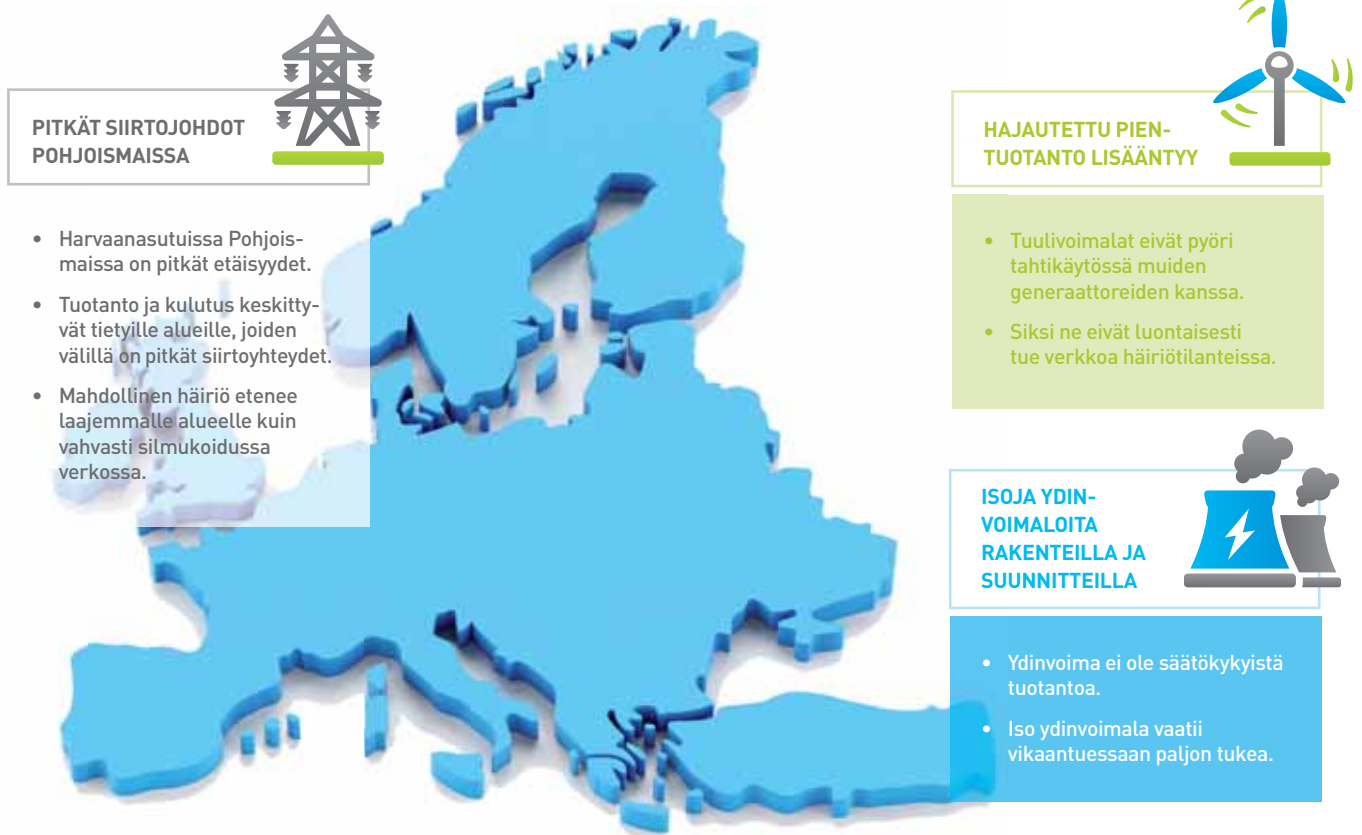 PITKÄT SIIRTOJOHDOT
POHJOISMAISSA
• Harvaanasutuissa Pohjois-
maissa on pitkät etäisyydet.
• Tuotanto ja kulutus keskitty-
vät tietyille alueille, joiden
välillä on pitkät siirtoyhteydet.
• Mahdollinen häiriö etenee
laajemmalle alueelle kuin
vahvasti silmukoidussa
verkossa.
HAJAUTETTU PIEN-
TUOTANTO LISÄÄNTYY
• Tuulivoimalat eivät pyöri
tahtikäytössä muiden
generaattoreiden kanssa.
• Siksi ne eivät luontaisesti
tue verkkoa häiriötilanteissa.
ISOJA YDIN-
VOIMALOITA
RAKENTEILLA JA
SUUNNITTEILLA
• Ydinvoima ei ole säätökykyistä
tuotantoa.
• Iso ydinvoimala vaatii
vikaantuessaan paljon tukea.